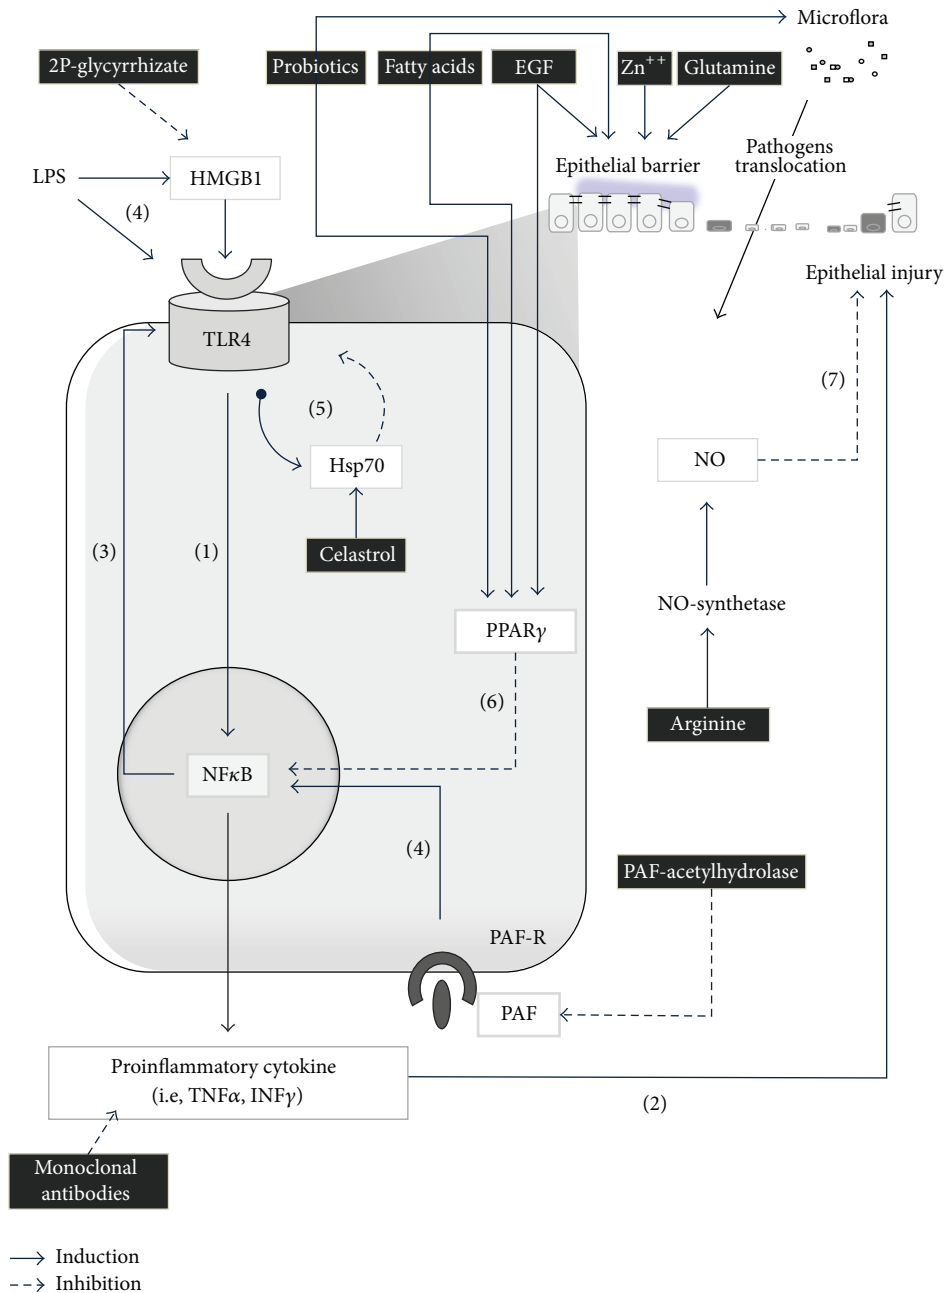 Microflora
2P-glycyrrhizate
Probiotics
Fatty acids
EGF
Zn++
Glutamine
Pathogens
translocation
Epithelial barrier
LPS
HMGB1
(4)
Epithelial injury
TLR4
(7)
(5)
NO
Hsp70
(3)
(1)
Celastrol
NO-synthetase
PPARγ
(6)
Arginine
NFκB
(4)
PAF-acetylhydrolase
PAF-R
PAF
Proinflammatory cytokine
(i.e, TNFα, INFγ)
(2)
Monoclonal
antibodies
Induction
Inhibition